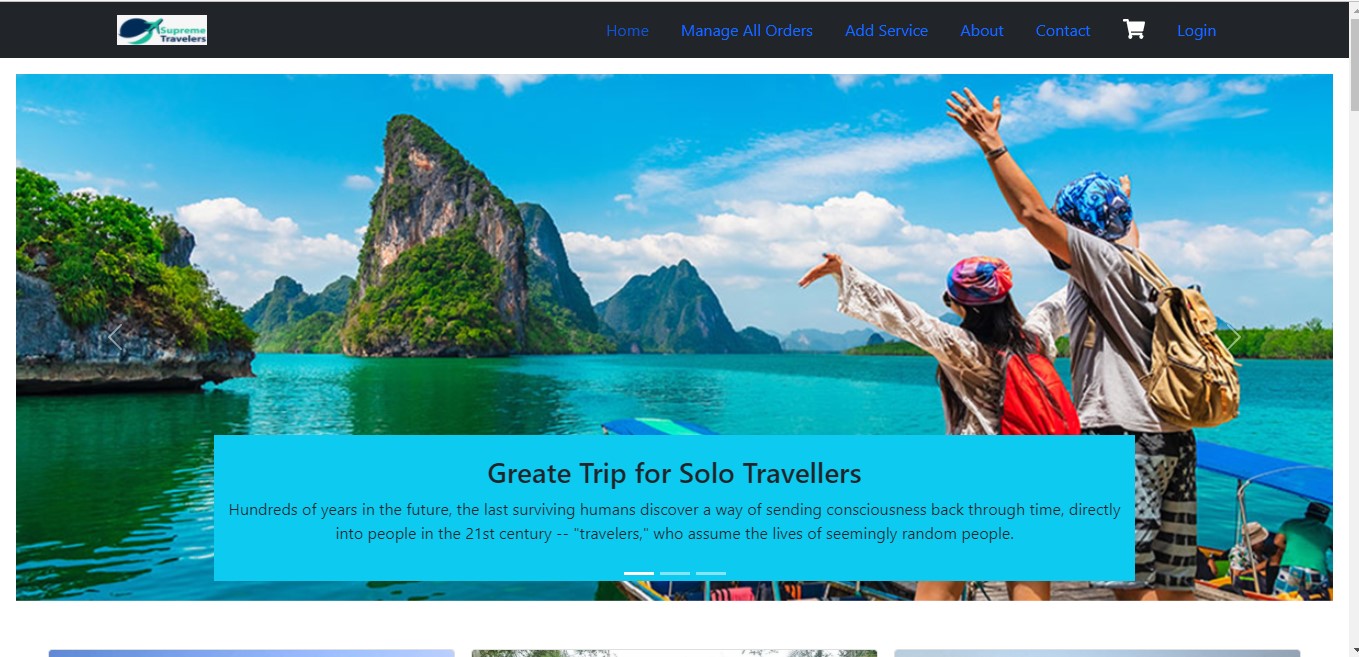 Supreme
Travelers
Home Manage All Orders Add Service About Contact Login
Greate Trip for Solo Travellers
Hundreds of years in the future, the last surviving humans discover a way of sending consciousness back through time, directly
into people in the 21st century -- "travelers," who assume the lives of seemingly random people.